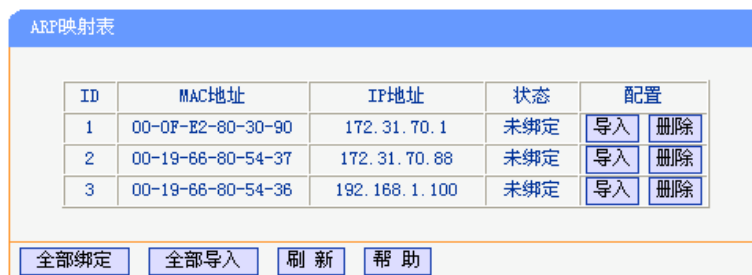 ARP映射表
ID MAC地址 IP地址 状态 配置
1 00-0F-E2-80-30-90 172.31.70.1 未绑定 导入 删除
2 00-19-66-80-54-37 172.31.70.88 未绑定 导入 删除
3 00-19-66-80-54-36 192.168.1.100 未绑定 导入 删除
全部绑定 全部导入 刷 新 帮 助